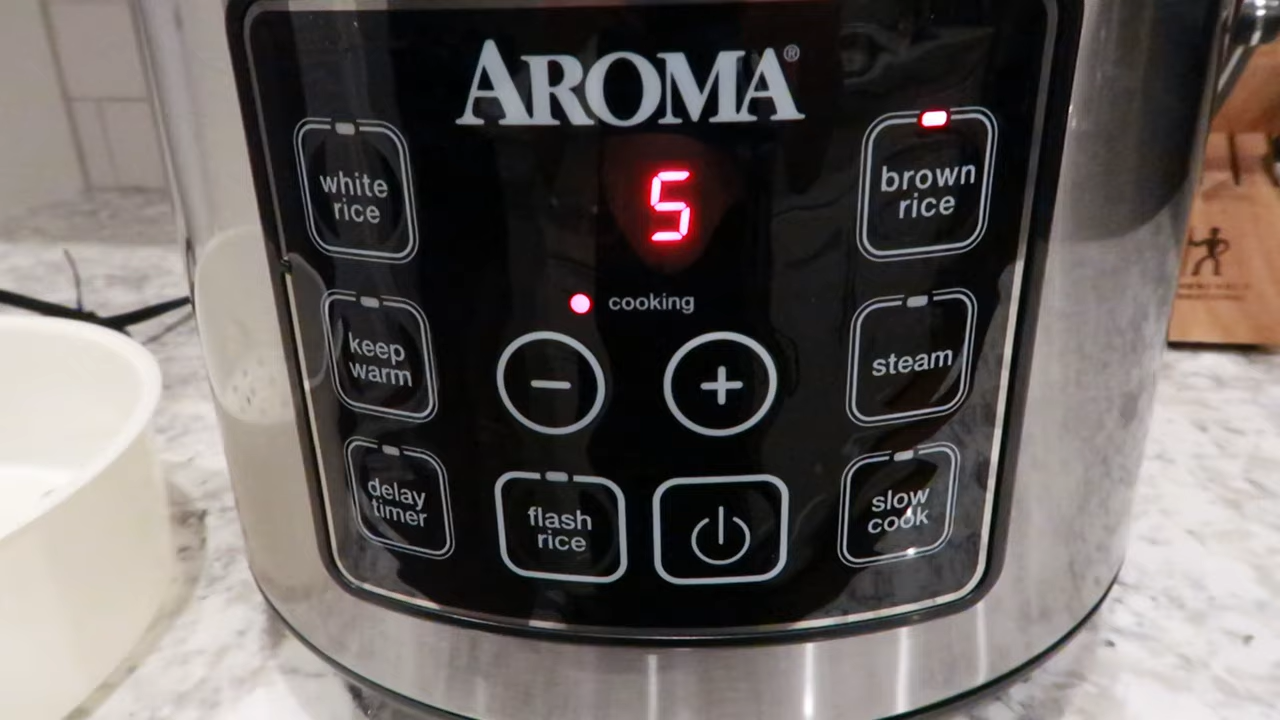 AROMA®
5
cooking
white
rice
keep
warm
delay
timer
flash
rice
brown
rice
steam
slow
cook